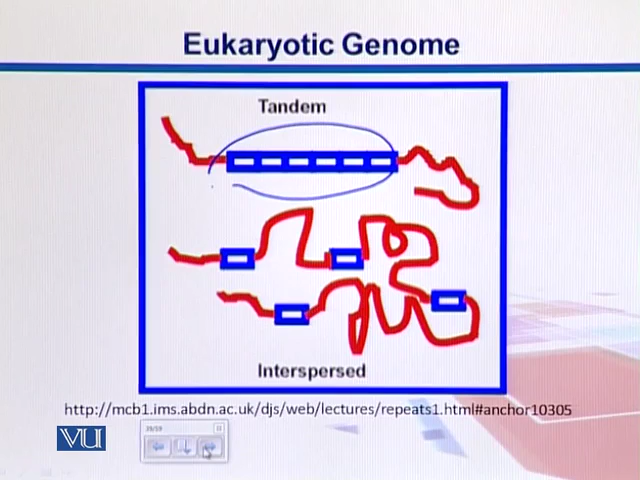 Eukaryotic Genome
Tandem
Interspersed
http://mcb1.ims.abdn.ac.uk/djs/web/lectures/repeats1.html#anchor10305
VU